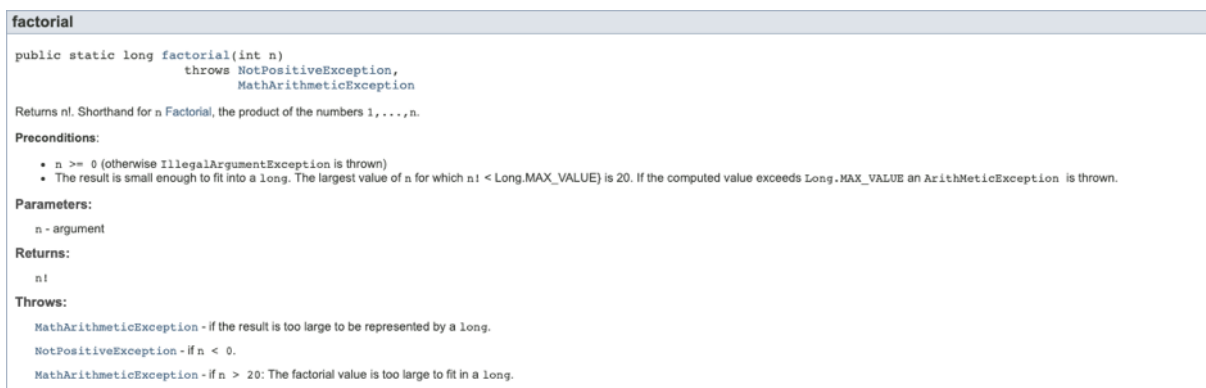 factorial
public static long factorial(int n)
throws NotPositiveException,
MathArithmeticException
Returns n!. Shorthand for n Factorial, the product of the numbers 1,...,n.
Preconditions:
• n >= 0 (otherwise IllegalArgumentException is thrown)
• The result is small enough to fit into a long. The largest value of n for which n! < Long.MAX_VALUE} is 20. If the computed value exceeds Long.MAX_VALUE an ArithMeticException is thrown.
Parameters:
n - argument
Returns:
n!
Throws:
MathArithmeticException - if the result is too large to be represented by a long.
NotPositiveException - if n < 0.
MathArithmeticException - if n > 20: The factorial value is too large to fit in a long.